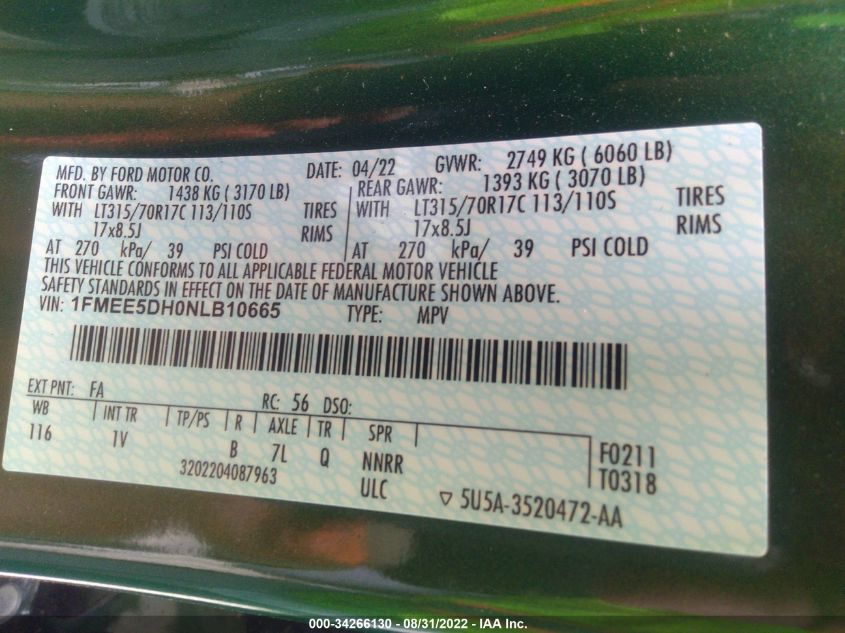 MFD. BY FORD MOTOR CO. DATE: 04/22 GVWR: 2749 KG ( 6060 LB)
FRONT GAWR: 1438 KG ( 3170 LB) REAR GAWR: 1393 KG ( 3070 LB)
WITH LT315/70R17C 113/110S TIRES WITH LT315/70R17C 113/110S TIRES
17x8.5J RIMS 17x8.5J RIMS
AT 270 kPa/ 39 PSI COLD AT 270 kPa/ 39 PSI COLD
THIS VEHICLE CONFORMS TO ALL APPLICABLE FEDERAL MOTOR VEHICLE
SAFETY STANDARDS IN EFFECT ON THE DATE OF MANUFACTURE SHOWN ABOVE.
VIN: 1FMEE5DH0NLB10665 TYPE: MPV
EXT PNT: FA RC: 56 DSO:
WB INT TR TP/PS R AXLE TR SPR
116 1V B 7L Q NNRR F0211
3202204087963 ULC T0318
5U5A-3520472-AA
000-34266130 - 08/31/2022 - IAA Inc.